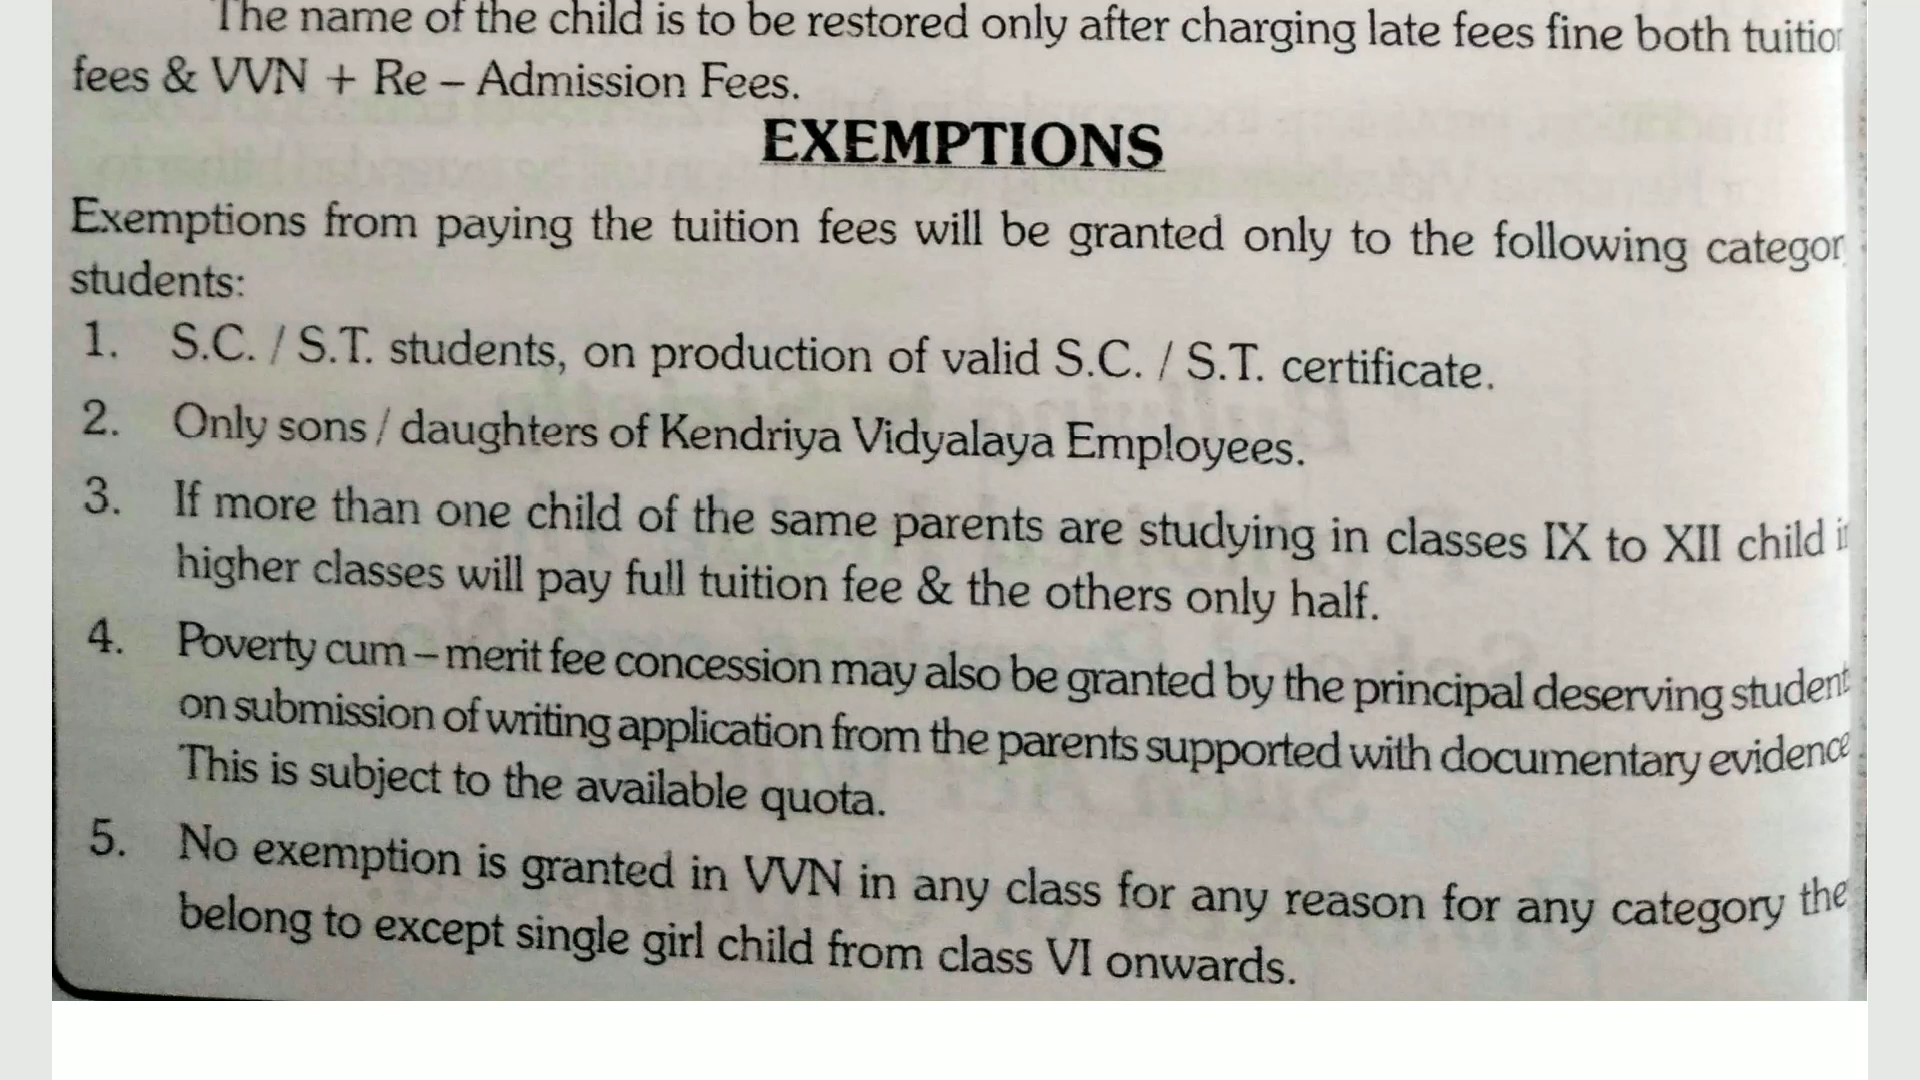 The name of the child is to be restored only after charging late fees fine both
fees & VVN + Re – Admission Fees.
EXEMPTIONS
Exemptions from paying the tuition fees will be granted only to the following
students:
1. S.C. / S.T. students, on production of valid S.C. / S.T. certificate.
2. Only sons / daughters of Kendriya Vidyalaya Employees.
3. If more than one child of the same parents are studying in classes IX to XII child
higher classes will pay full tuition fee & the others only half.
4. Poverty cum – merit fee concession may also be granted by the principal deserving student
on submission of writing application from the parents supported with documentary evidence
This is subject to the available quota.
5. No exemption is granted in VVN in any class for any reason for any category the
belong to except single girl child from class VI onwards.